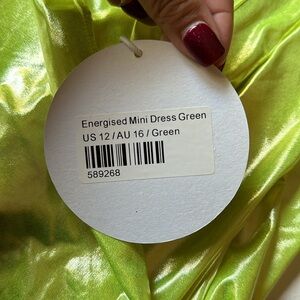 Energised Mini Dress Green
US 12 / AU 16 / Green
589268